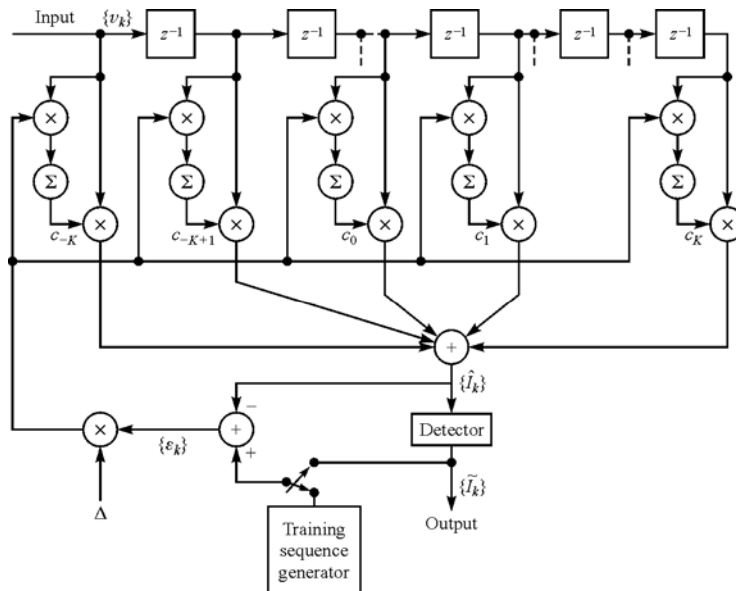 Input
{v_k}
z⁻¹
z⁻¹
z⁻¹
z⁻¹
z⁻¹
×
×
×
×
×
Σ
Σ
Σ
Σ
Σ
c_{-K}
×
c_{-K+1}
×
c_0
×
c_1
×
c_K
×
+
{Î_k}
−
×
{ε_k}
+
+
Detector
{Ĩ_k}
Δ
Output
Training
sequence
generator